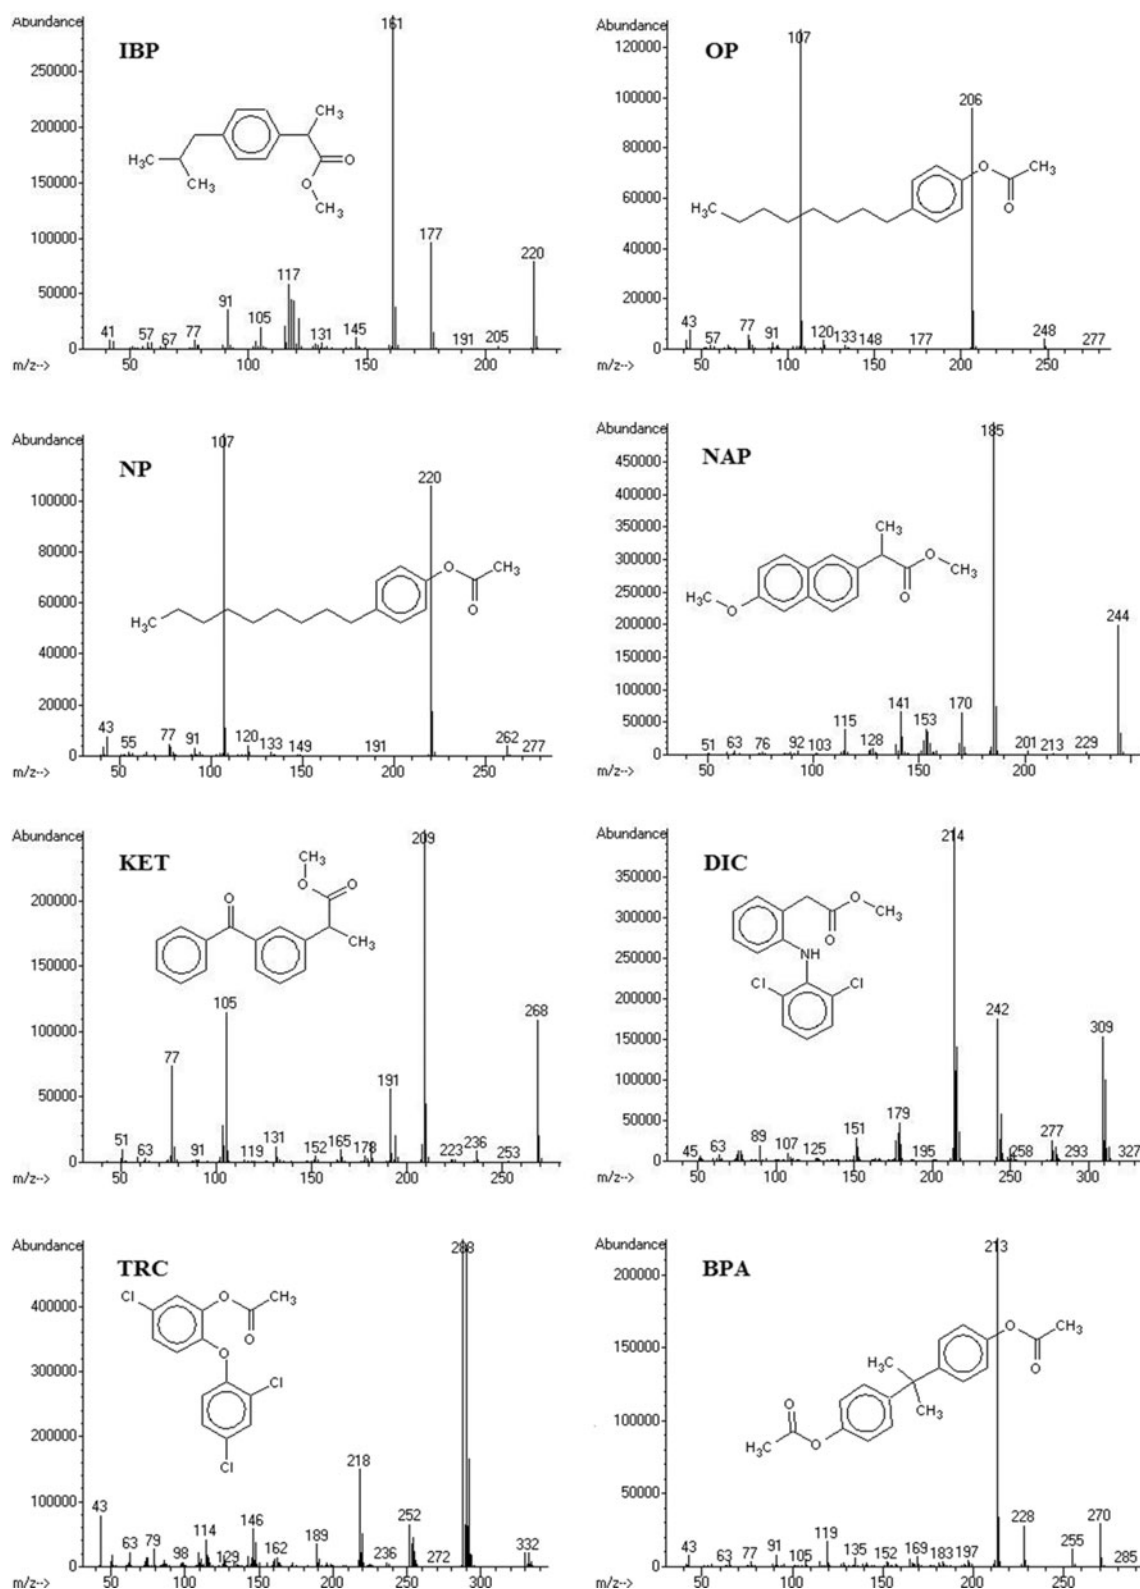 Abundance
161
IBP
250000
200000
150000
100000
50000
0
CH₃
O
O
CH₃
H₃C
CH₃
177
220
117
91
105
41
57
67
77
131
145
191
205
100
150
200
m/z-->
Abundance
107
OP
120000
100000
80000
60000
40000
20000
0
206
O
CH₃
O
H₃C
43
57
77
91
120
133
148
177
248
277
50
100
150
200
250
m/z-->
Abundance
107
NP
100000
80000
60000
40000
20000
0
220
O
CH₃
O
H₃C
43
55
77
91
120
133
149
191
262
277
50
100
150
200
250
m/z-->
Abundance
185
NAP
450000
400000
350000
300000
250000
200000
150000
100000
50000
0
CH₃
O
CH₃
O
CH₃
O
244
141
170
115
153
51
63
76
92
103
128
201
213
229
50
100
150
200
m/z-->
Abundance
209
KET
200000
150000
100000
50000
0
CH₃
O
O
O
CH₃
105
268
77
191
51
63
91
119
131
152
165
178
223
236
253
50
100
150
200
250
m/z-->
Abundance
214
DIC
350000
300000
250000
200000
150000
100000
50000
0
O
CH₃
O
NH
Cl
Cl
242
309
179
151
89
107
125
45
63
195
258
277
293
327
50
100
150
200
250
300
m/z-->
Abundance
288
TRC
400000
300000
200000
100000
0
Cl
O
CH₃
O
O
Cl
Cl
218
43
63
79
98
114
129
146
162
189
236
252
272
332
50
100
150
200
250
300
m/z-->
Abundance
213
BPA
200000
150000
100000
50000
0
O
CH₃
O
H₃C
CH₃
O
H₃C
O
43
63
77
91
105
119
135
152
169
183
197
228
255
270
285
50
100
150
200
250
m/z-->